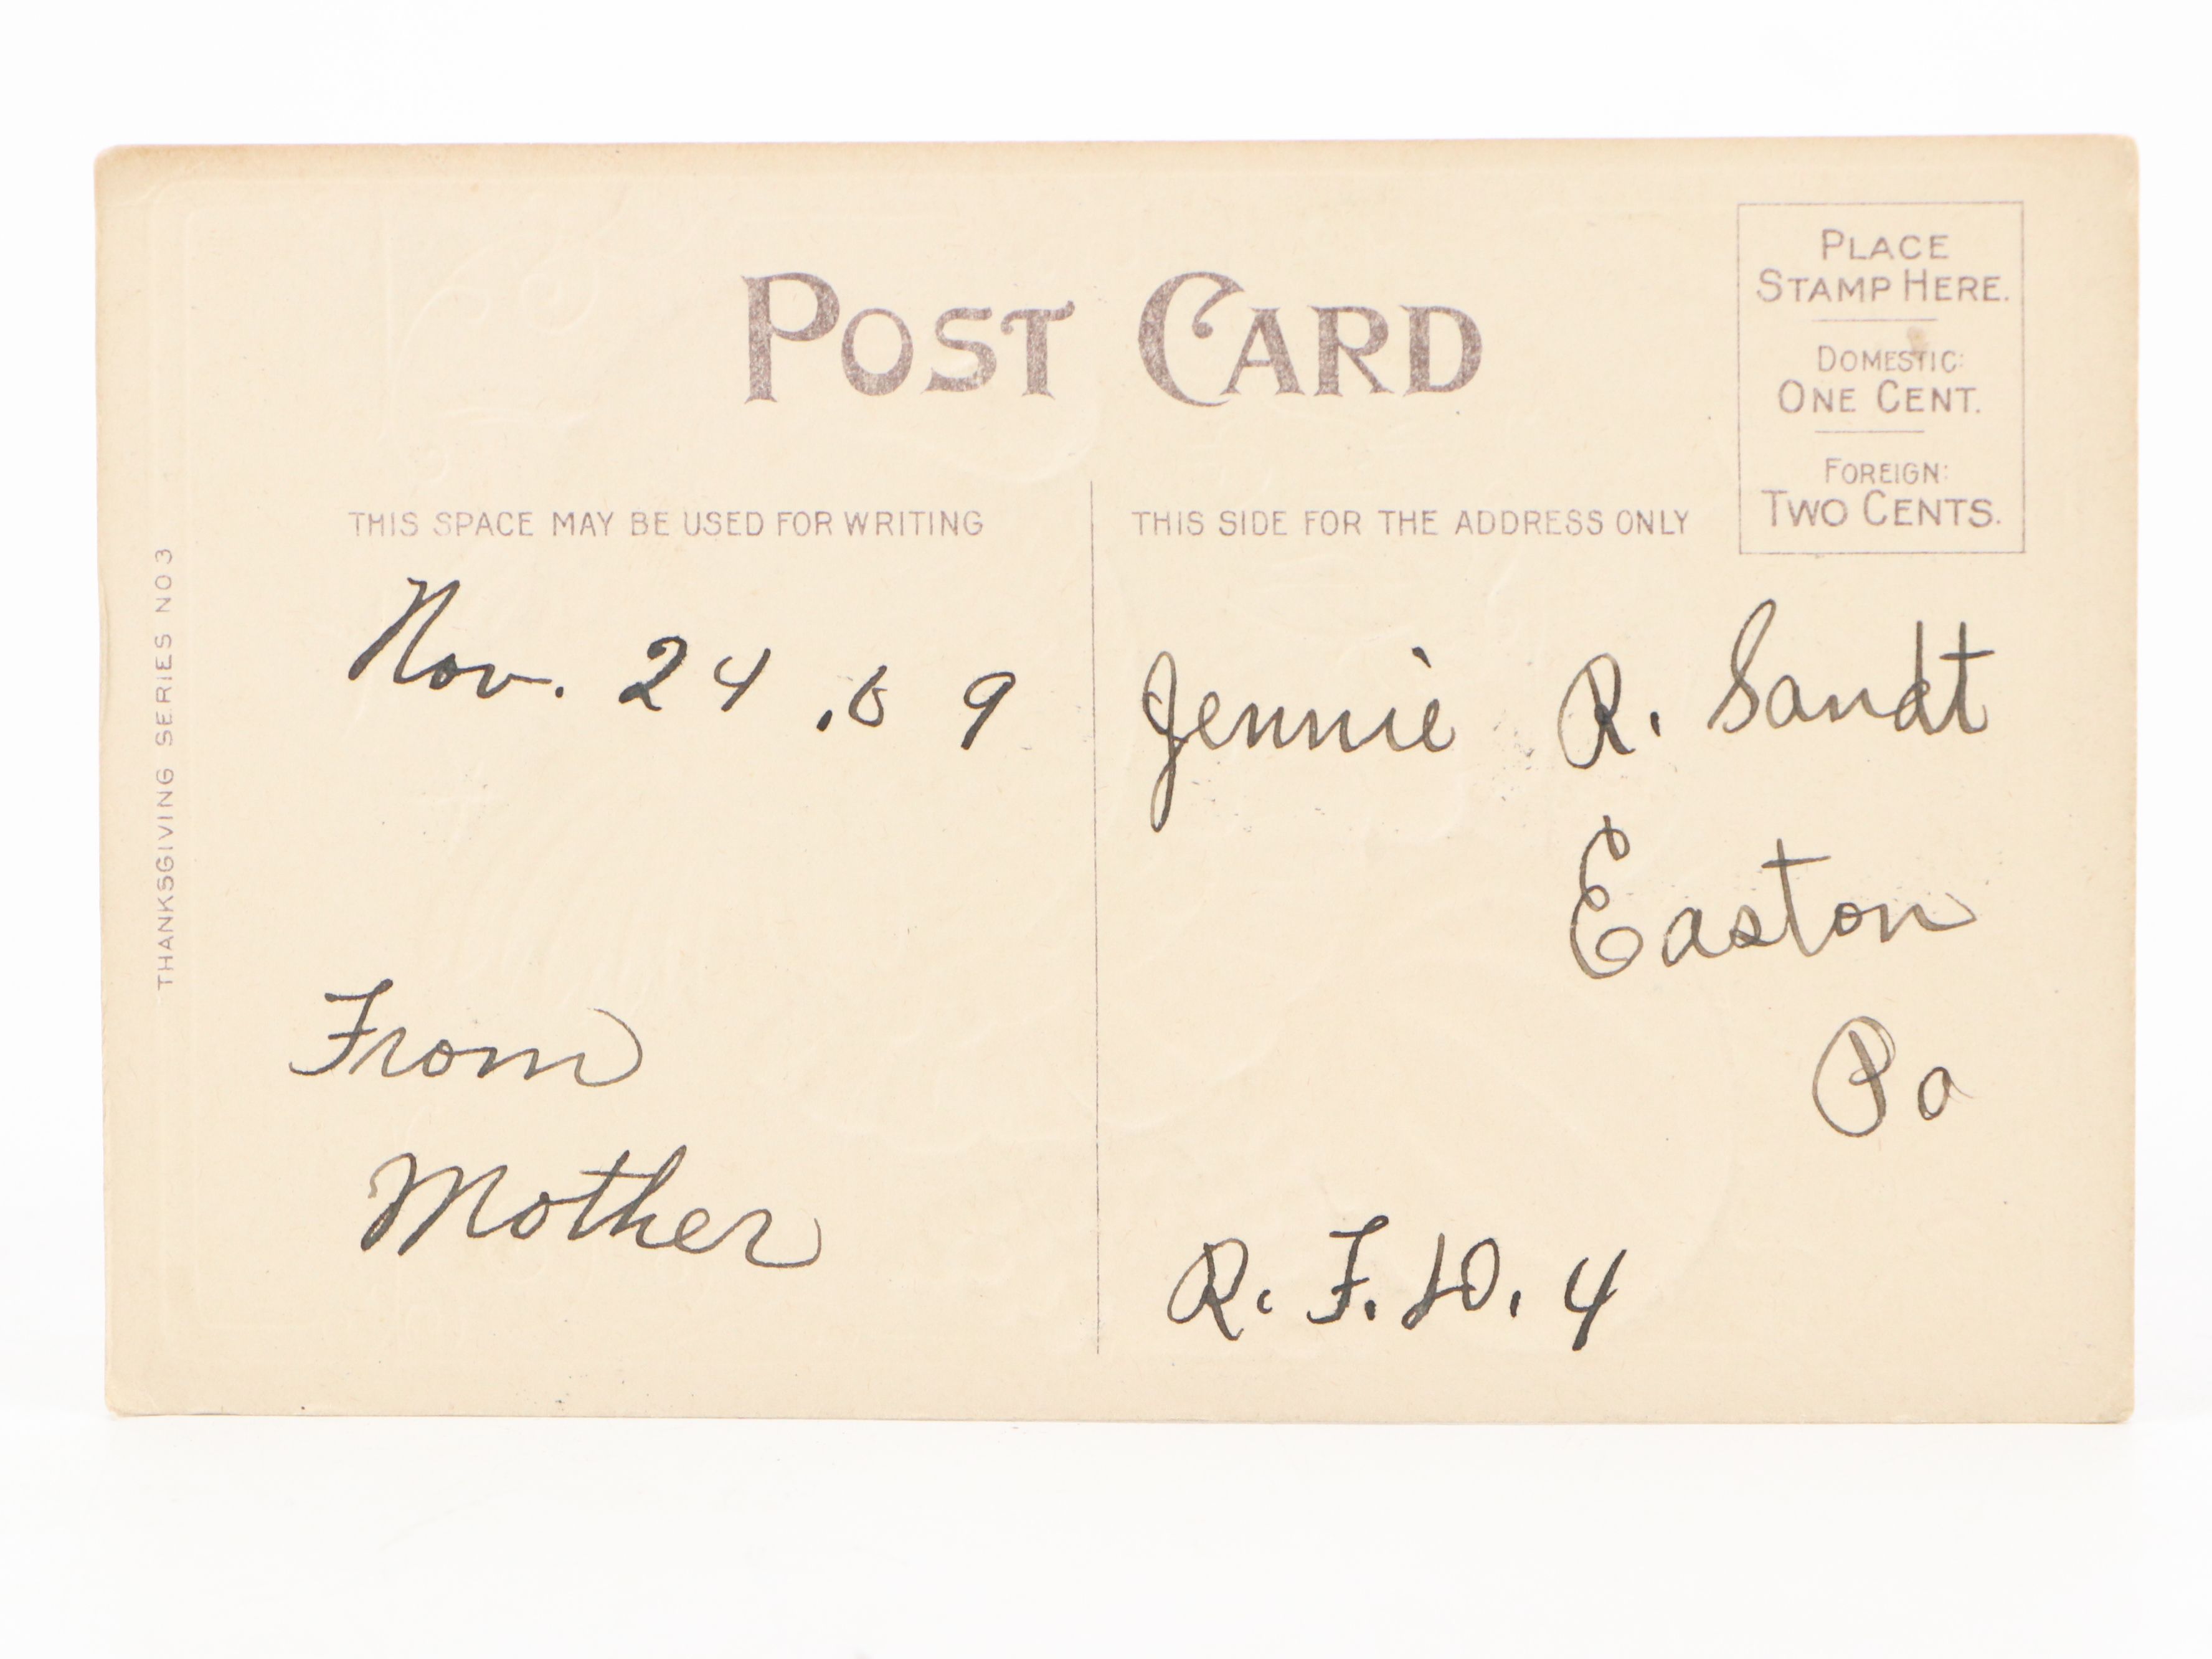 POST CARD
PLACE
STAMP HERE.
DOMESTIC:
ONE CENT.
FOREIGN:
TWO CENTS.
THIS SPACE MAY BE USED FOR WRITING
THIS SIDE FOR THE ADDRESS ONLY
THANKSGIVING SERIES NO 3
Nov. 24 .09
From
Mother
Jennie R. Sandt
Easton
Pa
R. F. D. 4